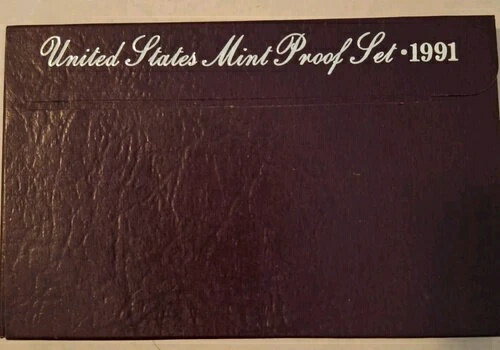 United States Mint Proof Set · 1991